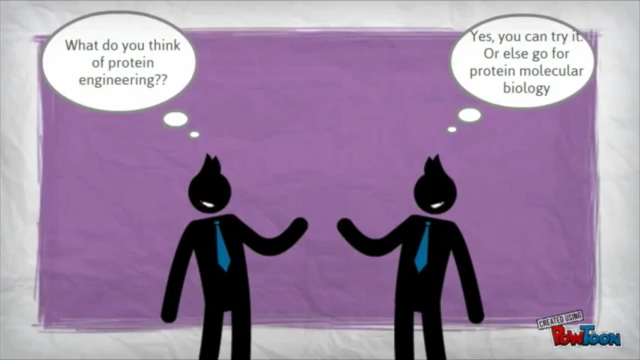 What do you think
of protein
engineering??
Yes, you can try it.
Or else go for
protein molecular
biology
CREATED USING
POWTOON